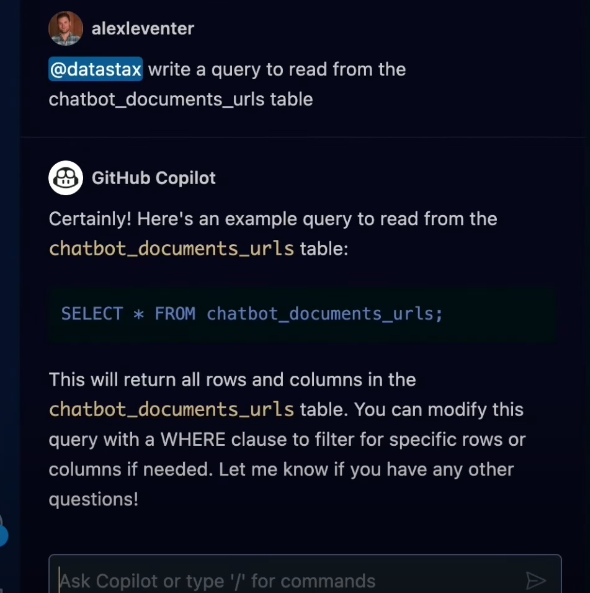 alexleventer
@datastax write a query to read from the
chatbot_documents_urls table
GitHub Copilot
Certainly! Here's an example query to read from the
chatbot_documents_urls table:
SELECT * FROM chatbot_documents_urls;
This will return all rows and columns in the
chatbot_documents_urls table. You can modify this
query with a WHERE clause to filter for specific rows or
columns if needed. Let me know if you have any other
questions!
Ask Copilot or type '/' for commands